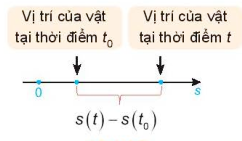 Vị trí của vật
tại thời điểm t₀
Vị trí của vật
tại thời điểm t
0
s
s(t) – s(t₀)